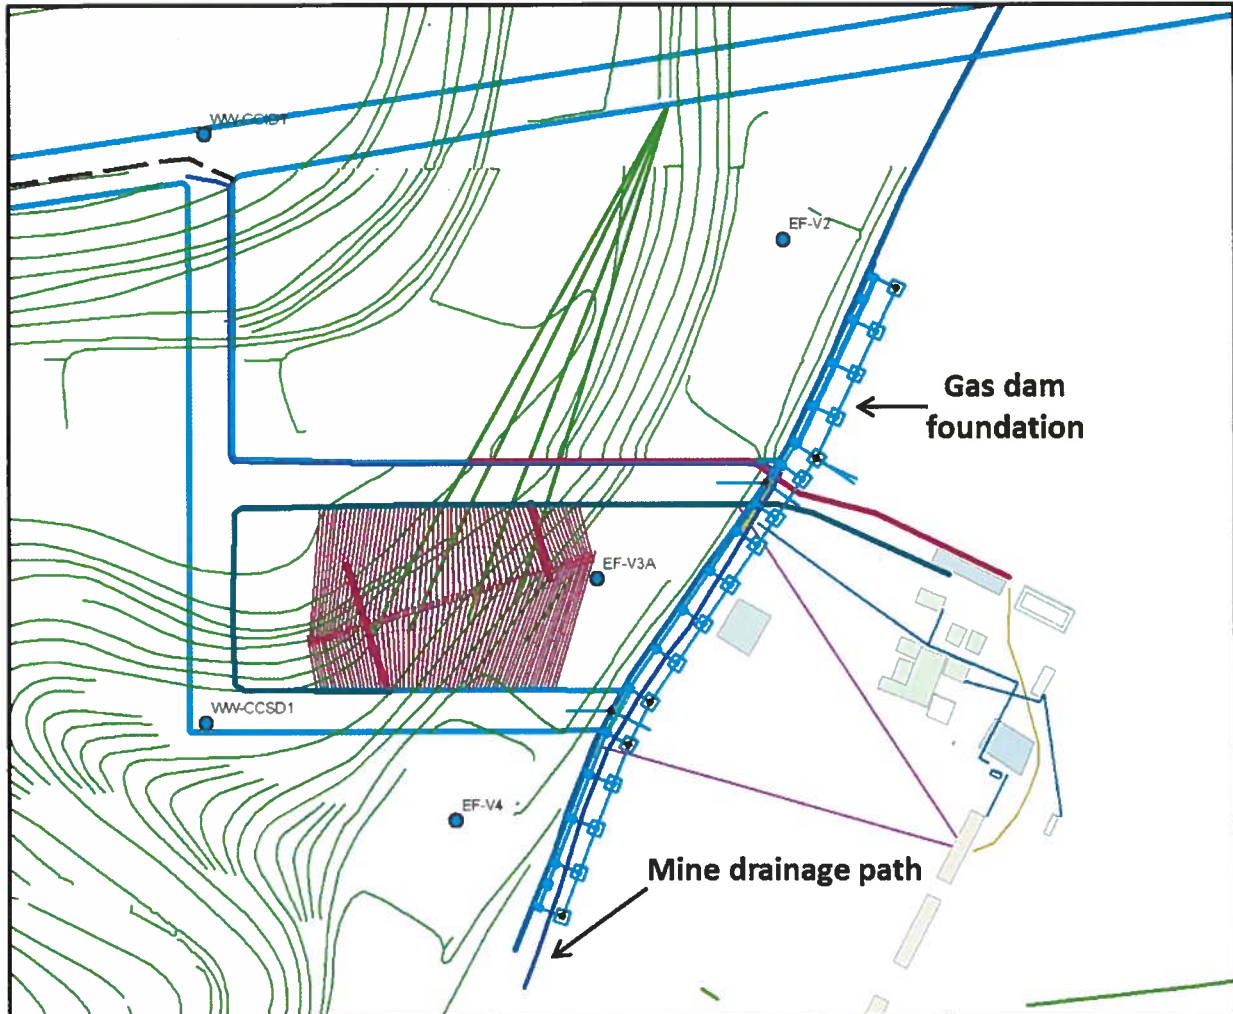 WW-CCID1
EF-V2
Gas dam
foundation
EF-V3A
WW-CCSD1
EF-V4
Mine drainage path